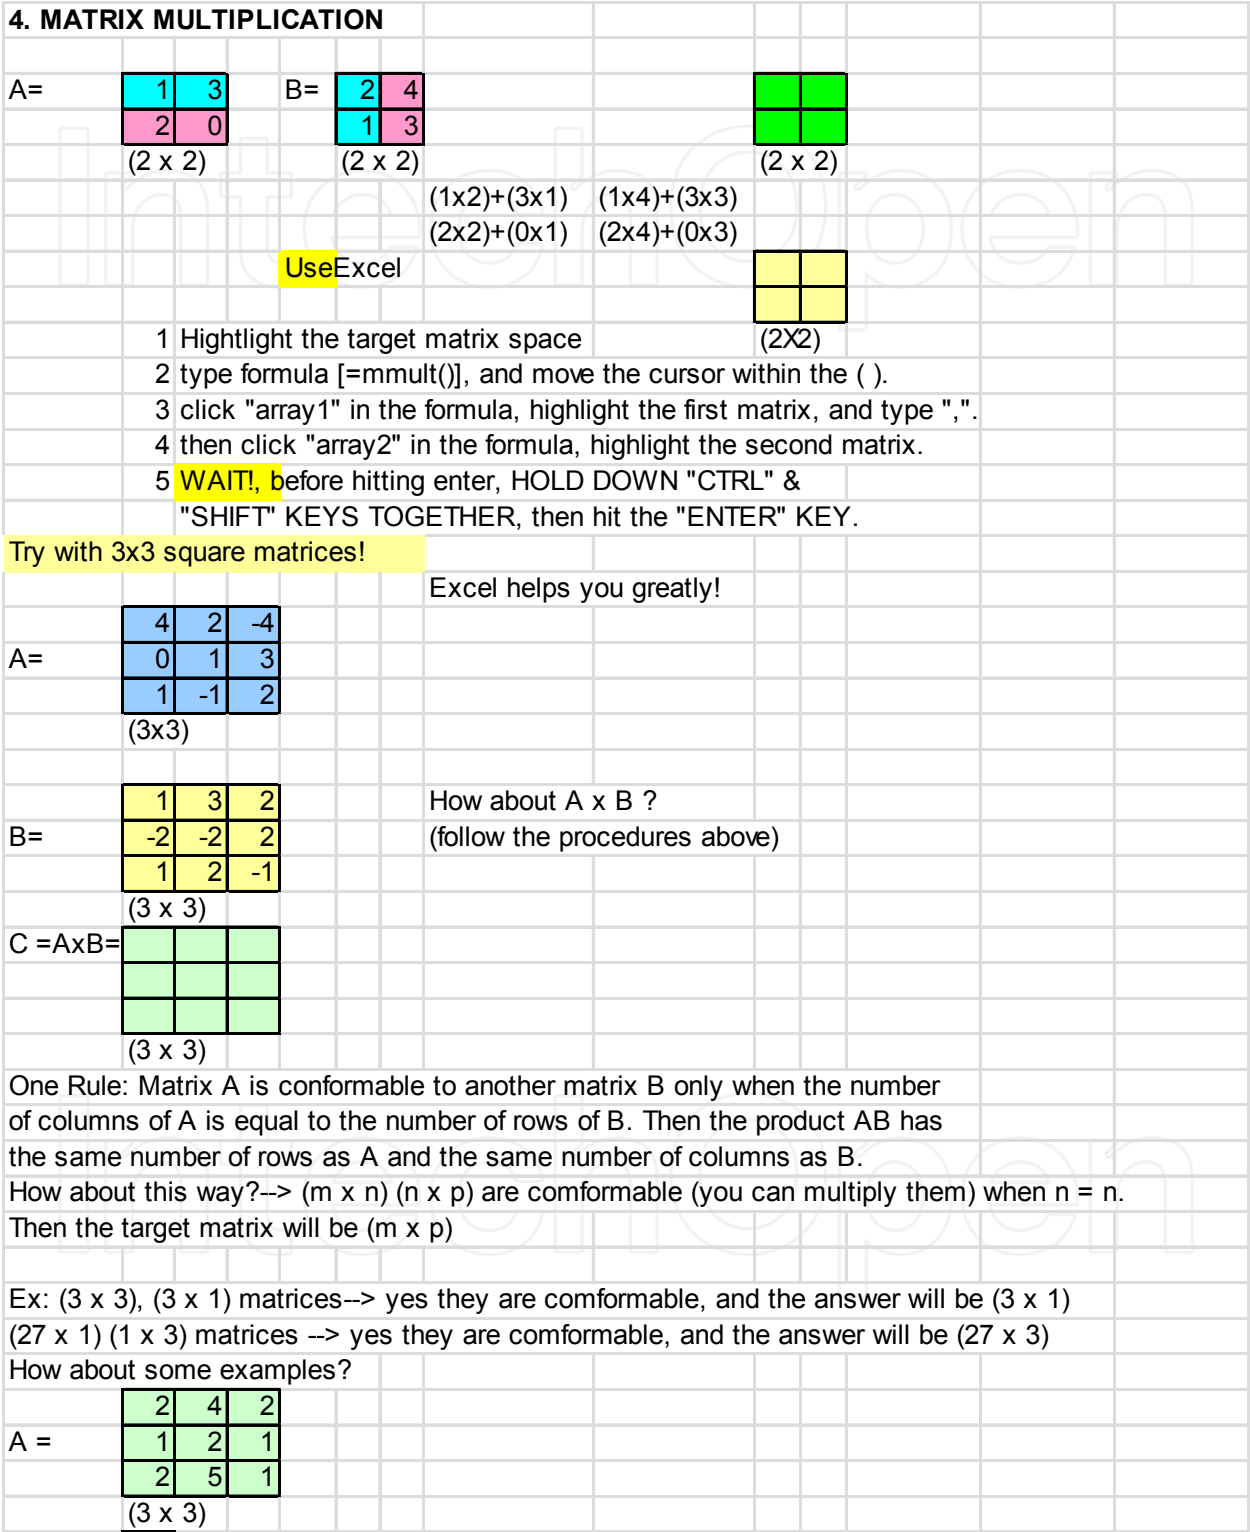 4. MATRIX MULTIPLICATION
A= 1 3 B= 2 4
2 0 1 3
(2 x 2) (2 x 2) (2 x 2)
(1x2)+(3x1) (1x4)+(3x3)
(2x2)+(0x1) (2x4)+(0x3)
UseExcel
1 Hightlight the target matrix space (2X2)
2 type formula [=mmult()], and move the cursor within the ( ).
3 click "array1" in the formula, highlight the first matrix, and type ",".
4 then click "array2" in the formula, highlight the second matrix.
5 WAIT!, before hitting enter, HOLD DOWN "CTRL" &
"SHIFT" KEYS TOGETHER, then hit the "ENTER" KEY.
Try with 3x3 square matrices!
Excel helps you greatly!
4 2 -4
A= 0 1 3
1 -1 2
(3x3)
1 3 2 How about A x B ?
B= -2 -2 2 (follow the procedures above)
1 2 -1
(3 x 3)
C =AxB=
(3 x 3)
One Rule: Matrix A is conformable to another matrix B only when the number
of columns of A is equal to the number of rows of B. Then the product AB has
the same number of rows as A and the same number of columns as B.
How about this way?--> (m x n) (n x p) are comformable (you can multiply them) when n = n.
Then the target matrix will be (m x p)
Ex: (3 x 3), (3 x 1) matrices--> yes they are comformable, and the answer will be (3 x 1)
(27 x 1) (1 x 3) matrices --> yes they are comformable, and the answer will be (27 x 3)
How about some examples?
2 4 2
A = 1 2 1
2 5 1
(3 x 3)
IntechOpen
IntechOpen